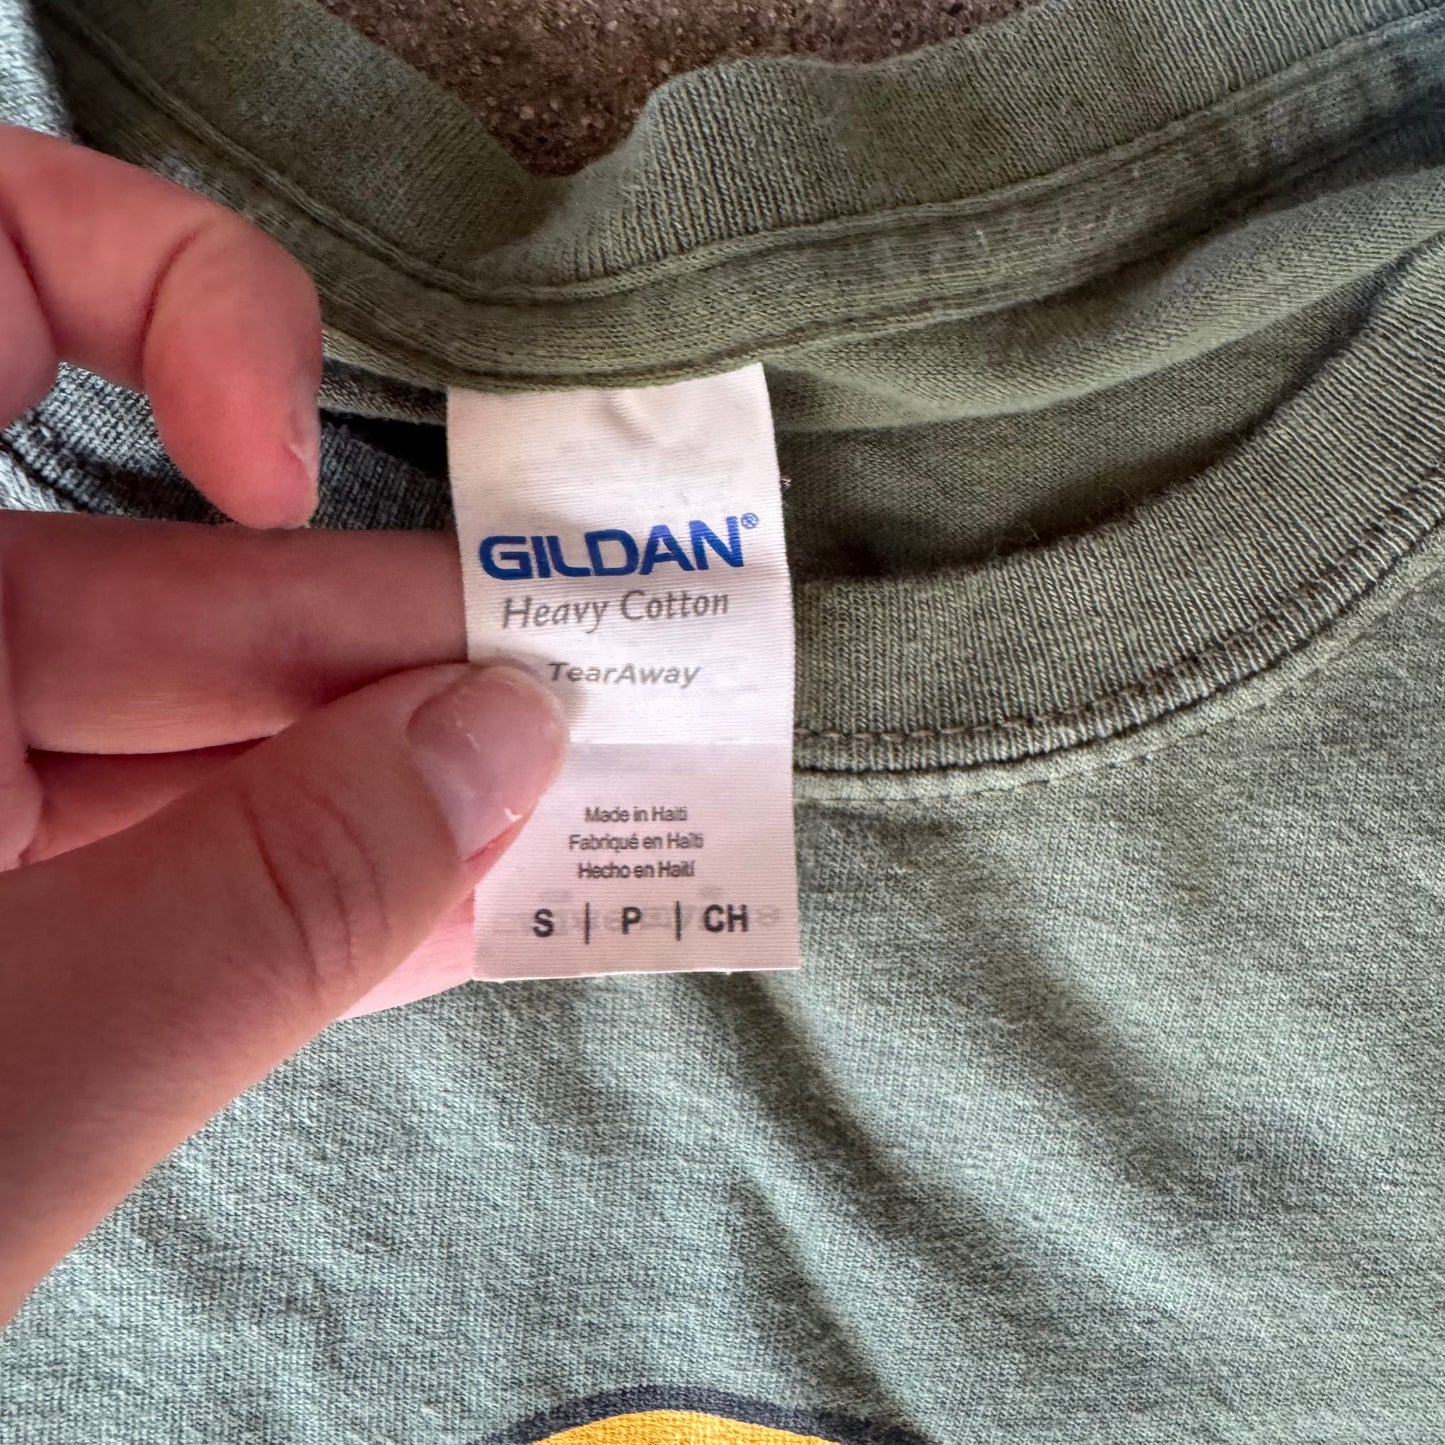 GILDAN®
Heavy Cotton
TearAway
Made in Haiti
Fabriqué en Haïti
Hecho en Haití
S | P | CH